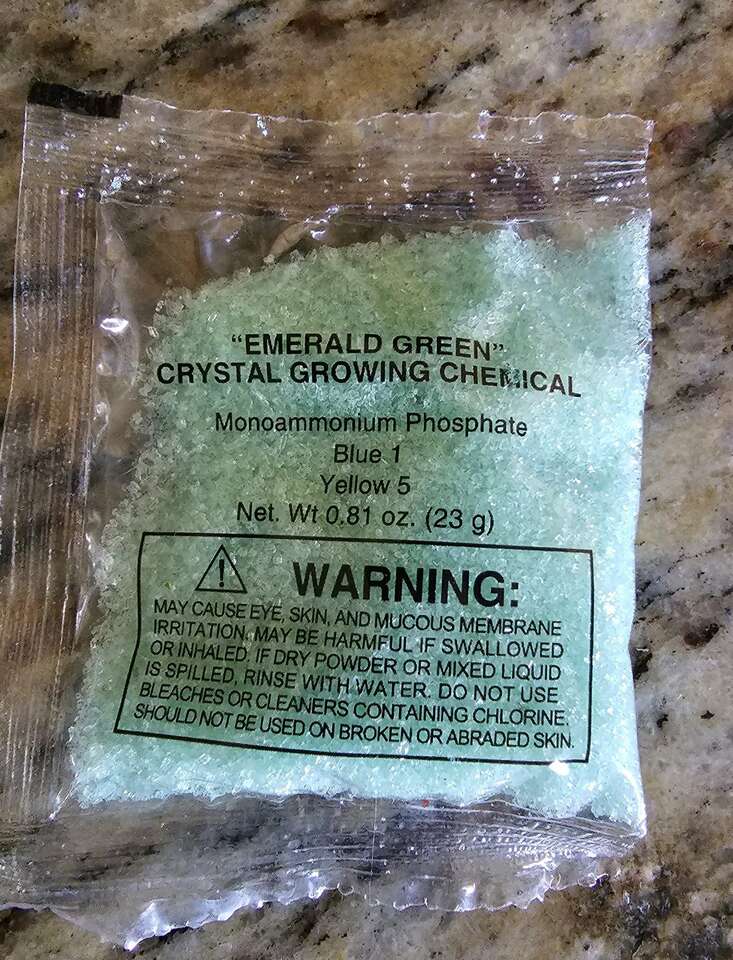 “EMERALD GREEN”
CRYSTAL GROWING CHEMICAL
Monoammonium Phosphate
Blue 1
Yellow 5
Net. Wt 0.81 oz. (23 g)
WARNING:
MAY CAUSE EYE, SKIN, AND MUCOUS MEMBRANE
IRRITATION. MAY BE HARMFUL IF SWALLOWED
OR INHALED. IF DRY POWDER OR MIXED LIQUID
IS SPILLED, RINSE WITH WATER. DO NOT USE
BLEACHES OR CLEANERS CONTAINING CHLORINE.
SHOULD NOT BE USED ON BROKEN OR ABRADED SKIN.